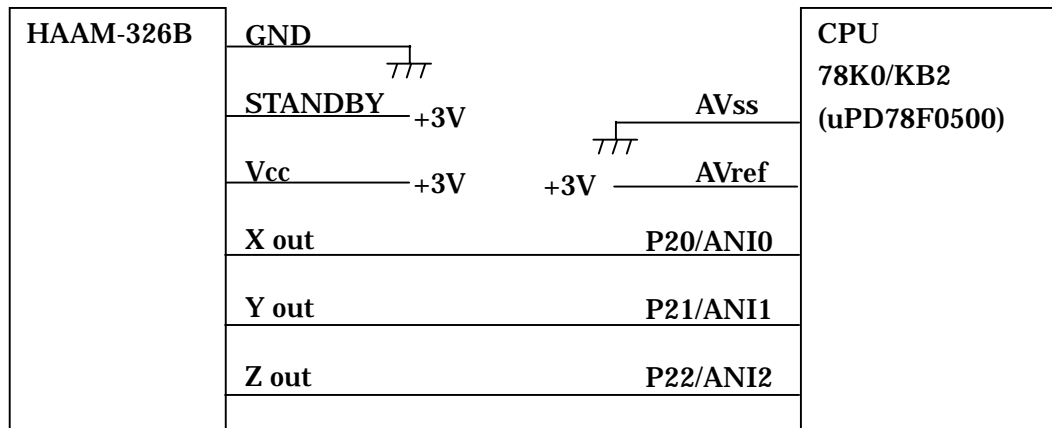 HAAM-326B
GND
STANDBY
+3V
Vcc
+3V
X out
Y out
Z out
AVss
+3V
AVref
P20/ANI0
P21/ANI1
P22/ANI2
CPU
78K0/KB2
(uPD78F0500)